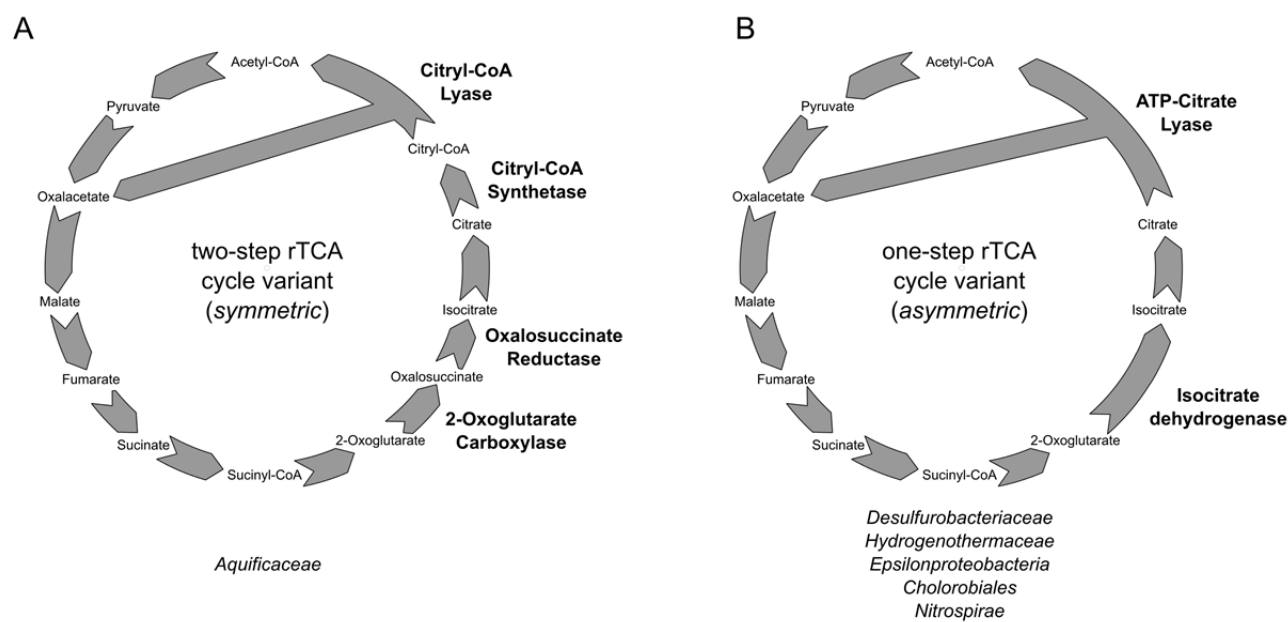 A
Acetyl-CoA
Citryl-CoA
Lyase
Pyruvate
Citryl-CoA
Citryl-CoA
Synthetase
Oxalacetate
Citrate
two-step rTCA
cycle variant
(symmetric)
Malate
Isocitrate
Oxalosuccinate
Reductase
Fumarate
Oxalosuccinate
2-Oxoglutarate
Carboxylase
Sucinate
2-Oxoglutarate
Sucinyl-CoA
Aquificaceae
B
Acetyl-CoA
ATP-Citrate
Lyase
Pyruvate
Oxalacetate
Citrate
one-step rTCA
cycle variant
(asymmetric)
Malate
Isocitrate
Fumarate
Isocitrate
dehydrogenase
Sucinate
2-Oxoglutarate
Sucinyl-CoA
Desulfurobacteriaceae
Hydrogenothermaceae
Epsilonproteobacteria
Cholorobiales
Nitrospirae